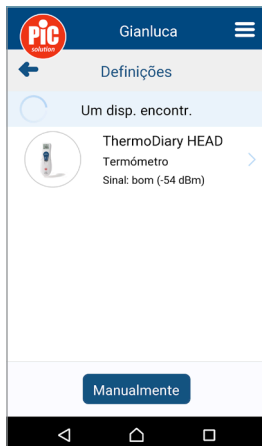 PiC
solution
Gianluca
Definições
Um disp. encontr.
ThermoDiary HEAD
Termómetro
Sinal: bom (-54 dBm)
Manualmente